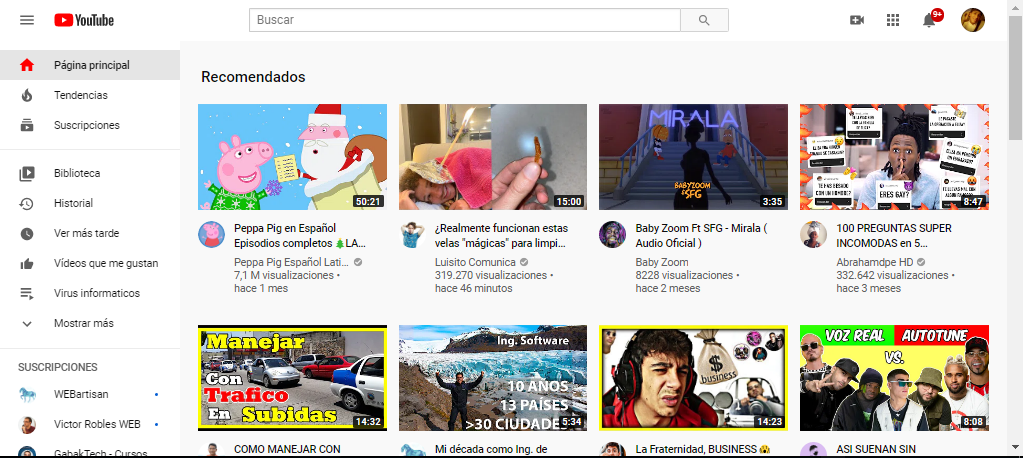 YouTube
Buscar
9+
Página principal
Tendencias
Suscripciones
Biblioteca
Historial
Ver más tarde
Vídeos que me gustan
Virus informaticos
Mostrar más
SUSCRIPCIONES
WEBartisan
Victor Robles WEB
GabakTech - Cursos
Recomendados
50:21
Peppa Pig en Español
Episodios completos 🎄LA...
Peppa Pig Español Lati...
7,1 M visualizaciones •
hace 1 mes
15:00
¿Realmente funcionan estas
velas "mágicas" para limpi...
Luisito Comunica
319.270 visualizaciones •
hace 46 minutos
MIRALA
BABYZOOM
SFG
3:35
Baby Zoom Ft SFG - Mirala (
Audio Oficial )
Baby Zoom
8228 visualizaciones •
hace 2 meses
TE HAS BESADO
CON UN HOMBRE?
ERES GAY?
8:47
100 PREGUNTAS SUPER
INCOMODAS en 5...
Abrahamdpe HD
332.642 visualizaciones •
hace 3 meses
Manejar
Con
Trafico
En Subidas
14:32
COMO MANEJAR CON
Ing. Software
10 AÑOS
13 PAÍSES
>30 CIUDADES
5:34
Mi década como Ing. de
business
14:23
La Fraternidad, BUSINESS 😱
VOZ REAL
AUTOTUNE
VS.
8:08
ASI SUENAN SIN